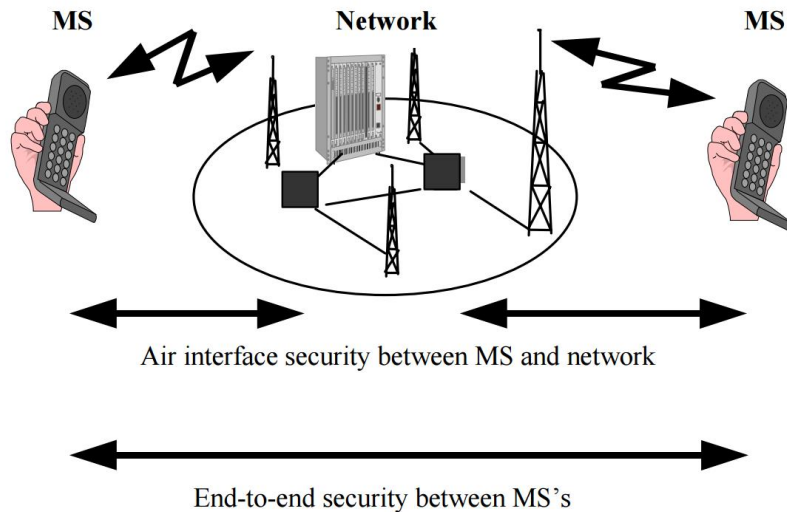 MS
Network
MS
Air interface security between MS and network
End-to-end security between MS’s